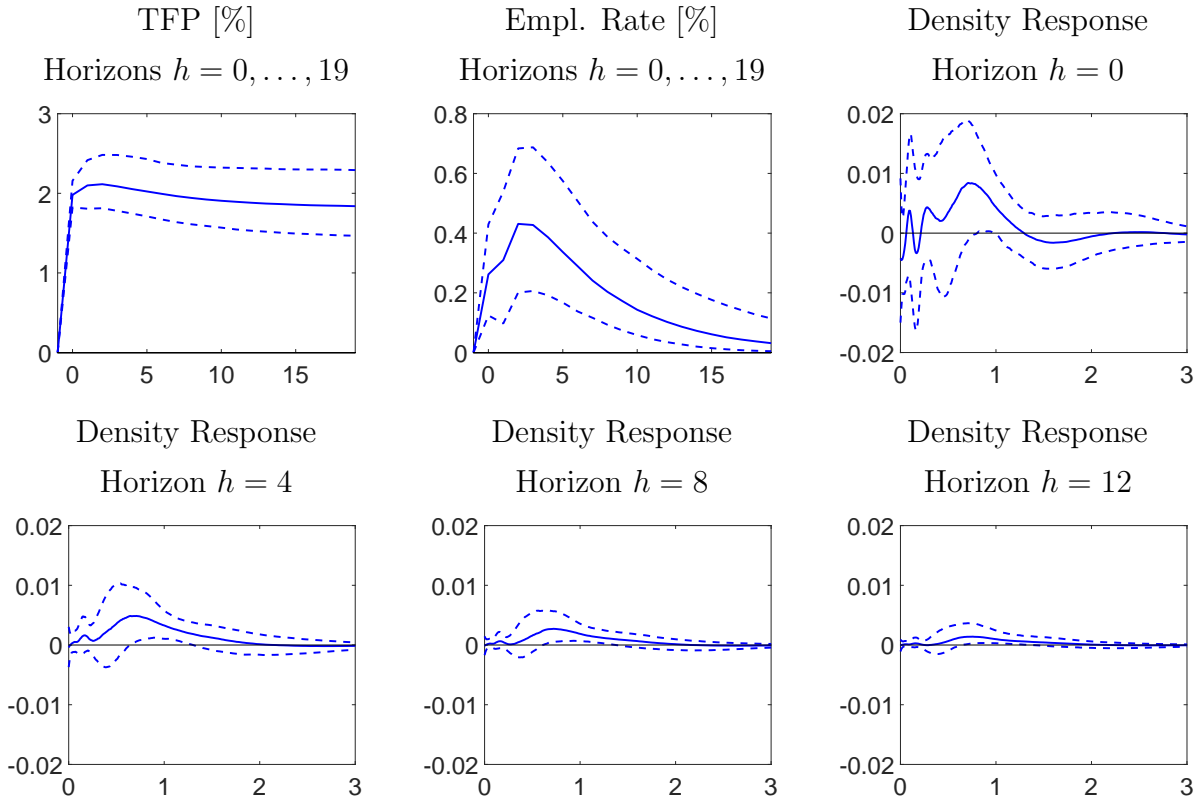 TFP [%]
Horizons h = 0, . . . , 19
3
2
1
0
0 5 10 15
Empl. Rate [%]
Horizons h = 0, . . . , 19
0.8
0.6
0.4
0.2
0
0 5 10 15
Density Response
Horizon h = 0
0.02
0.01
0
-0.01
-0.02
0 1 2 3
Density Response
Horizon h = 4
0.02
0.01
0
-0.01
-0.02
0 1 2 3
Density Response
Horizon h = 8
0.02
0.01
0
-0.01
-0.02
0 1 2 3
Density Response
Horizon h = 12
0.02
0.01
0
-0.01
-0.02
0 1 2 3